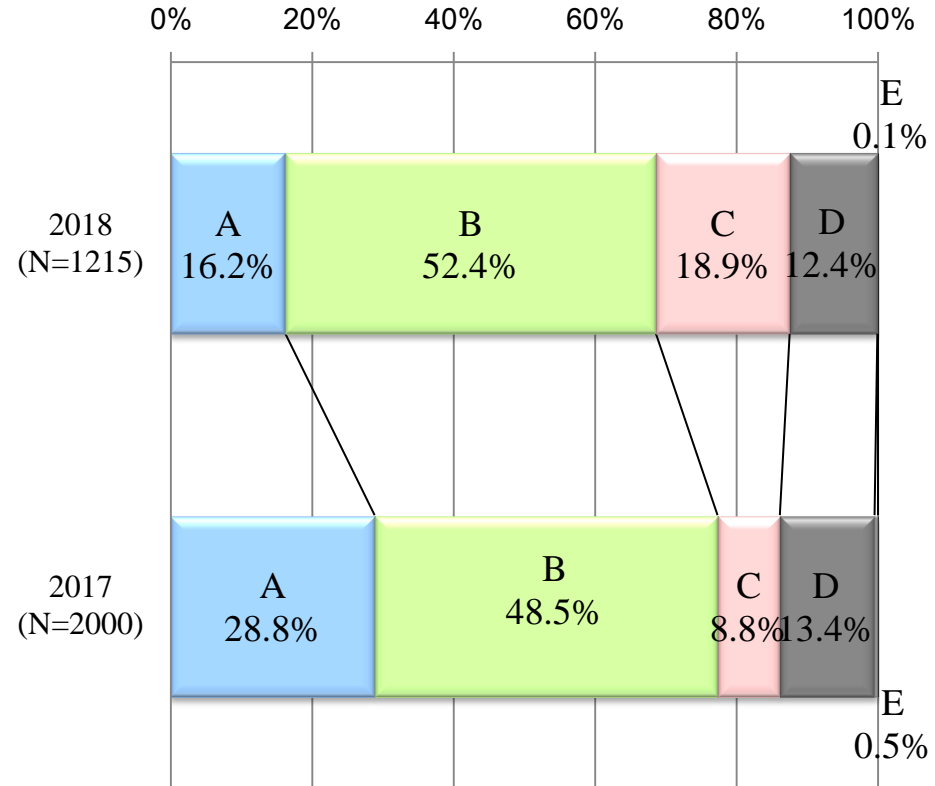 0% 20% 40% 60% 80% 100%
E
0.1%
2018
(N=1215)
A
16.2%
B
52.4%
C
18.9%
D
12.4%
2017
(N=2000)
A
28.8%
B
48.5%
C
8.8%
D
13.4%
E
0.5%